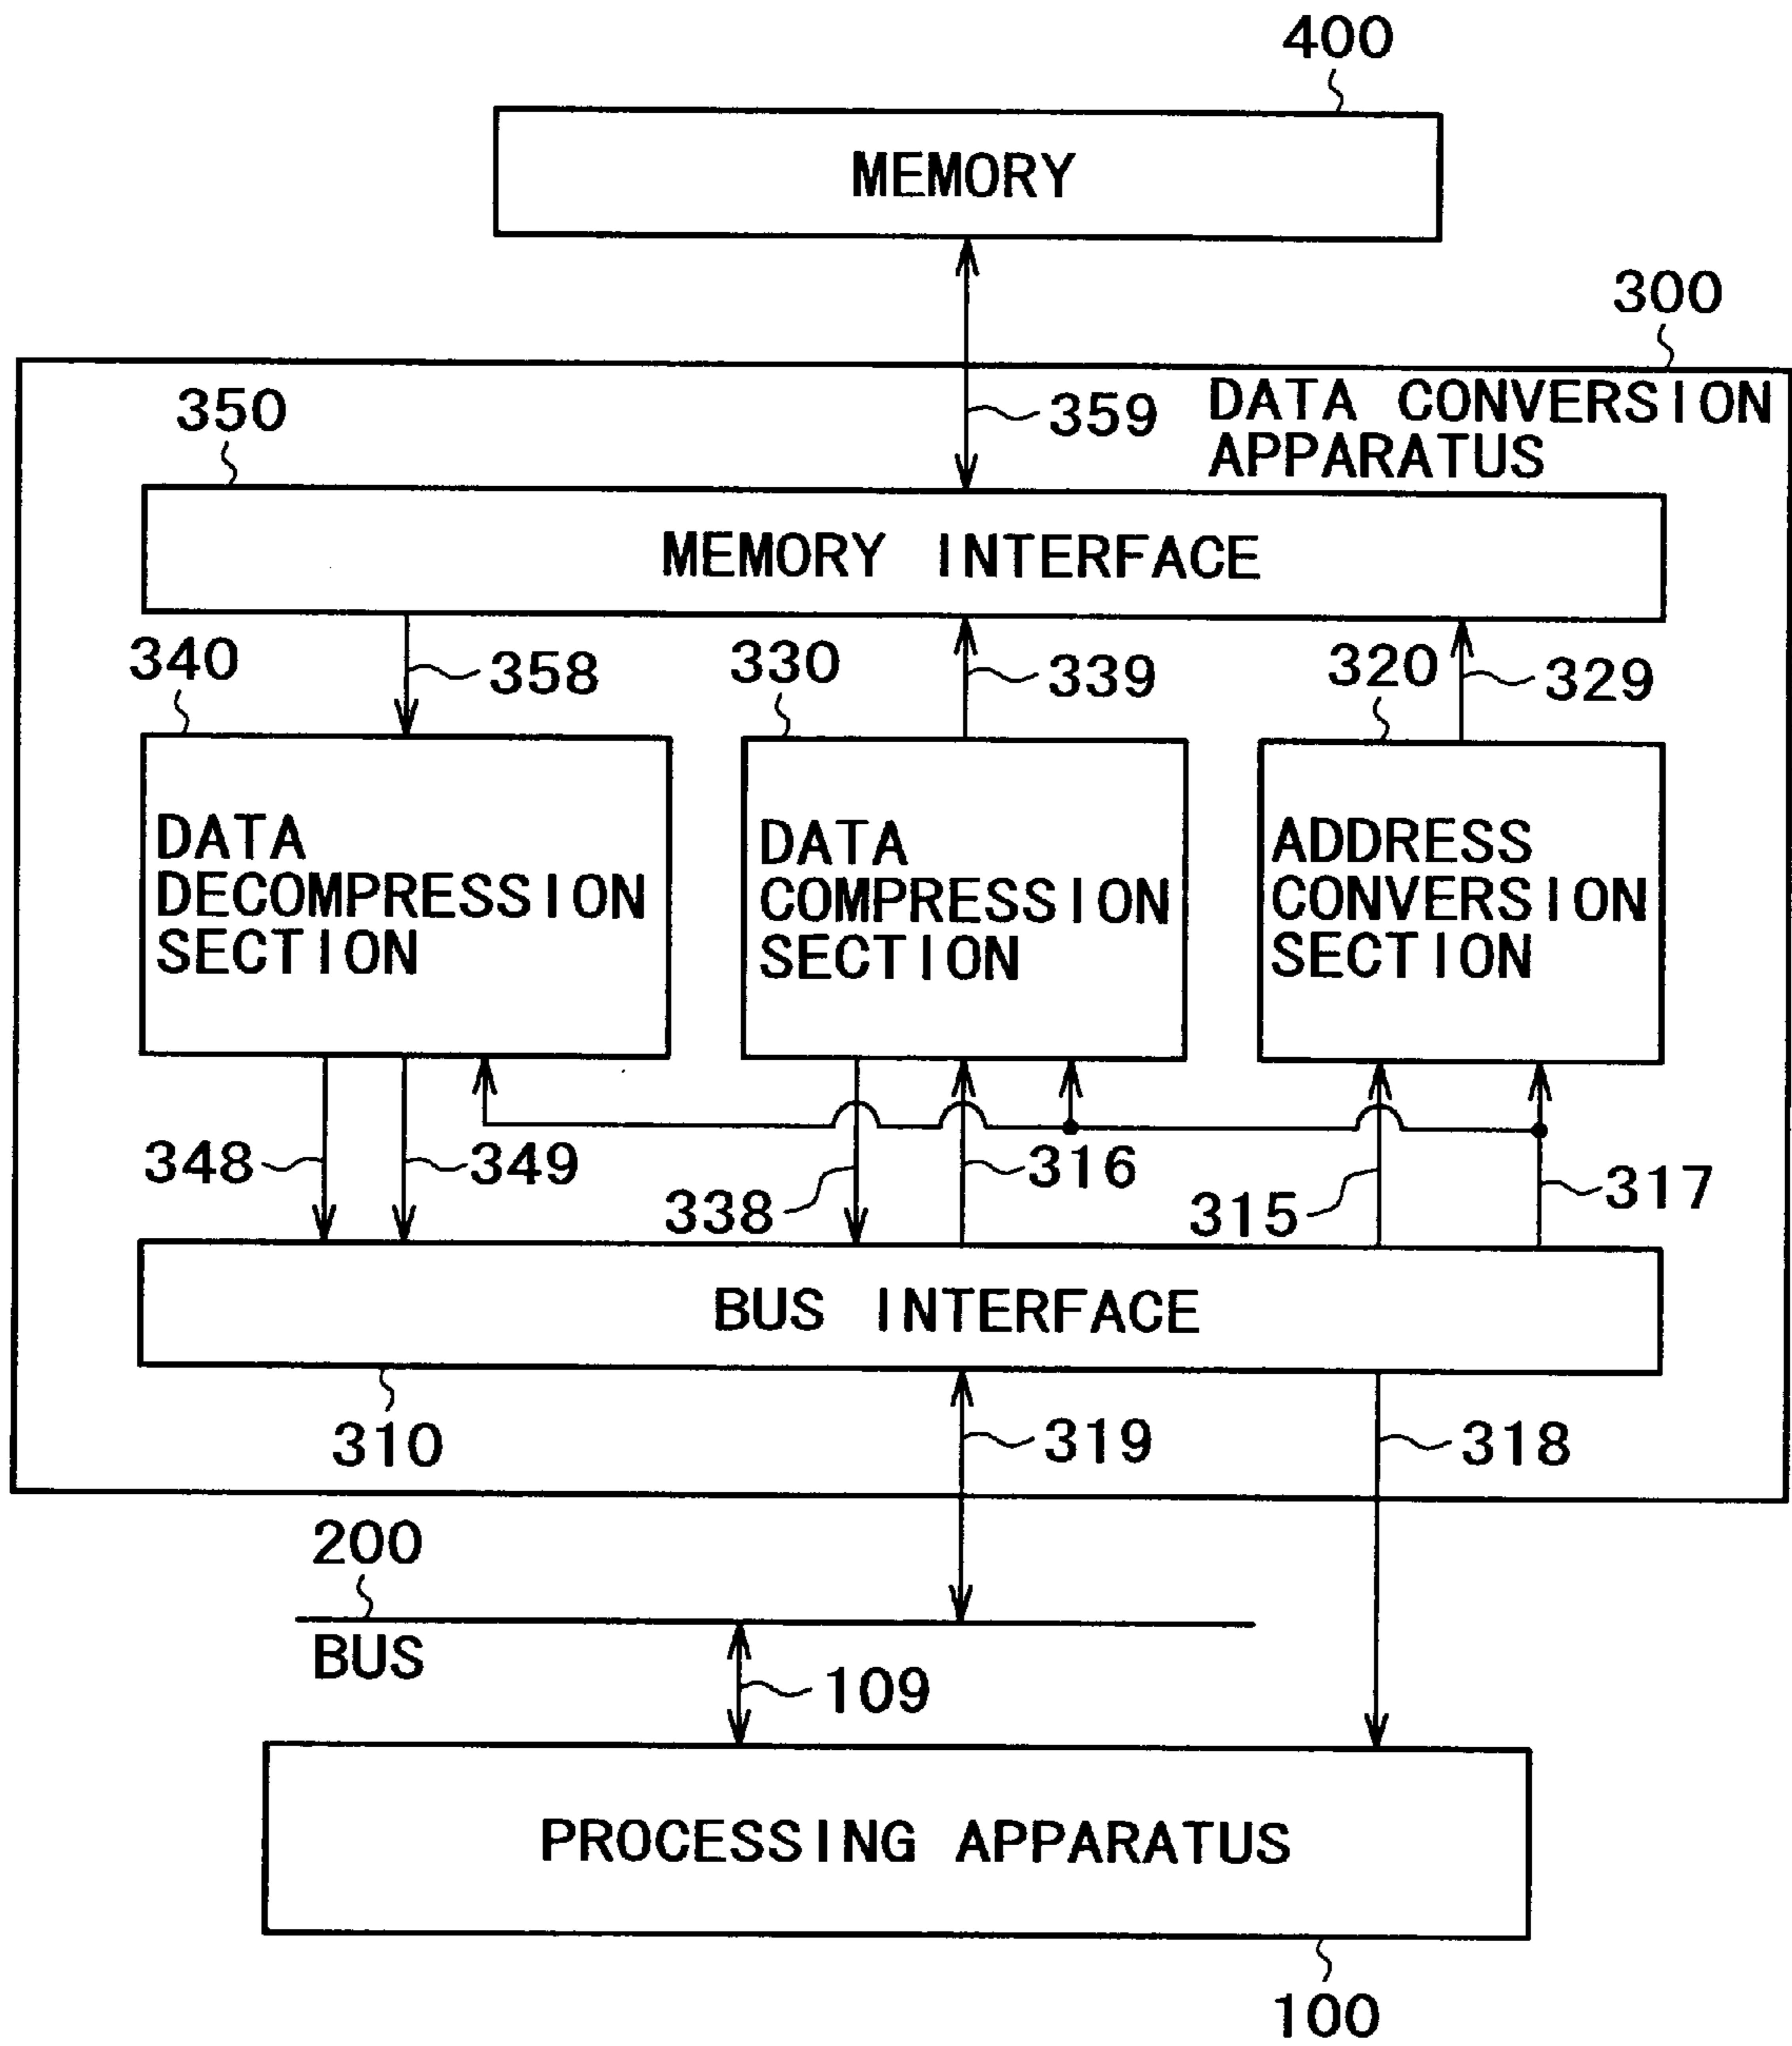 400
MEMORY
300
DATA CONVERSION
APPARATUS
359
350
MEMORY INTERFACE
340
358
330
339
320
329
DATA
DECOMPRESSION
SECTION
DATA
COMPRESSION
SECTION
ADDRESS
CONVERSION
SECTION
348
349
338
316
315
317
BUS INTERFACE
310
319
318
200
BUS
109
PROCESSING APPARATUS
100